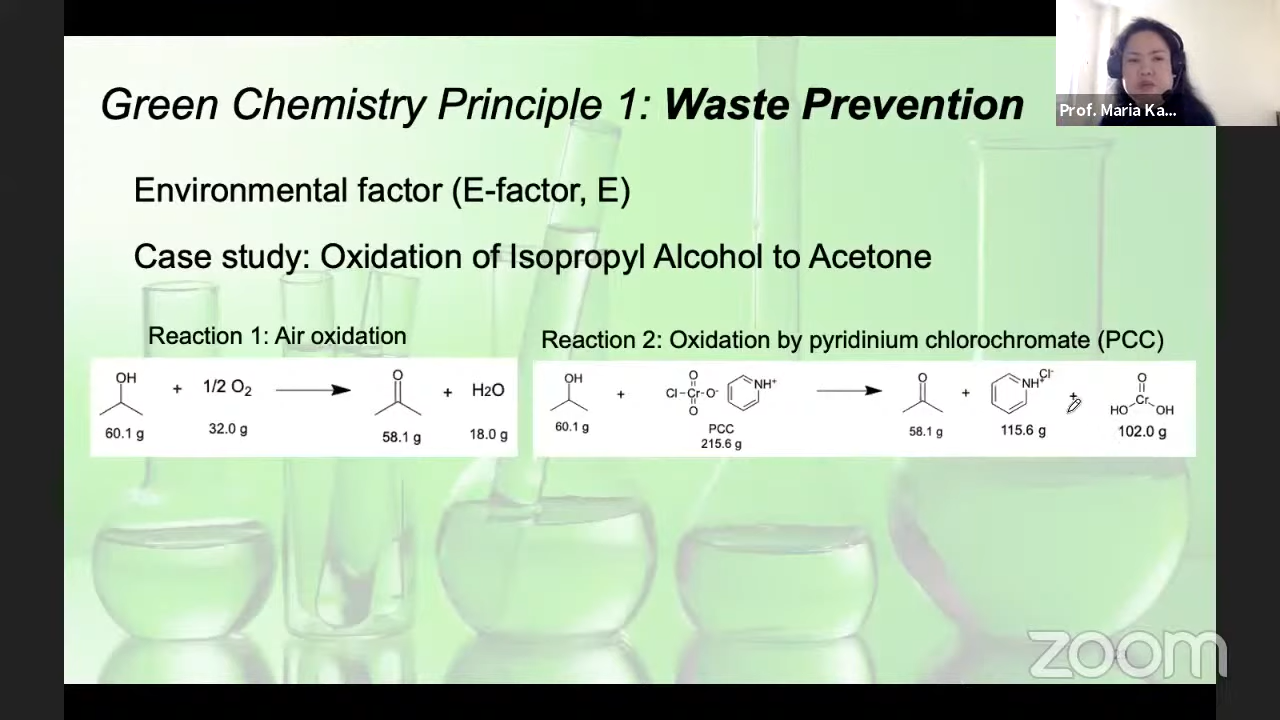 Green Chemistry Principle 1: Waste Prevention
Prof. Maria Ka...
Environmental factor (E-factor, E)
Case study: Oxidation of Isopropyl Alcohol to Acetone
Reaction 1: Air oxidation
OH
+
1/2 O2
O
+
H2O
60.1 g
32.0 g
58.1 g
18.0 g
Reaction 2: Oxidation by pyridinium chlorochromate (PCC)
OH
+
O
Cl-Cr-O-
O
NH+
O
+
NH+
Cl-
+
O
Cr
HO
OH
60.1 g
PCC
215.6 g
58.1 g
115.6 g
102.0 g
zoom